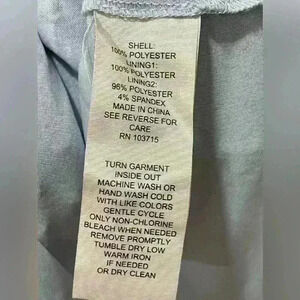 SHELL:
100% POLYESTER
LINING1:
100% POLYESTER
LINING2:
96% POLYESTER
4% SPANDEX
MADE IN CHINA
SEE REVERSE FOR
CARE
RN 103715
TURN GARMENT
INSIDE OUT
MACHINE WASH OR
HAND WASH COLD
WITH LIKE COLORS
GENTLE CYCLE
ONLY NON-CHLORINE
BLEACH WHEN NEEDED
REMOVE PROMPTLY
TUMBLE DRY LOW
WARM IRON
IF NEEDED
OR DRY CLEAN